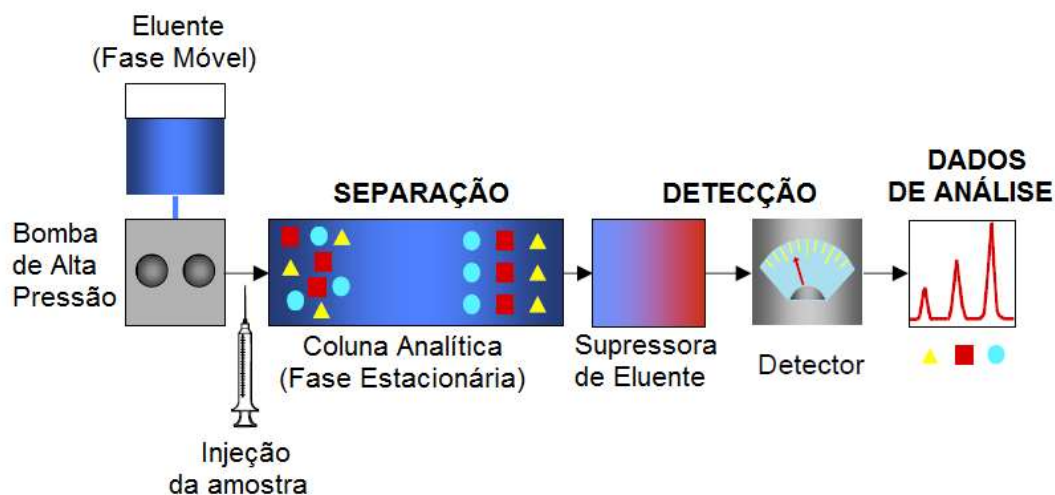 Eluente
(Fase Móvel)
Bomba
de Alta
Pressão
Injeção
da amostra
SEPARAÇÃO
Coluna Analítica
(Fase Estacionária)
DETECÇÃO
Supressora
de Eluente
Detector
DADOS
DE ANÁLISE